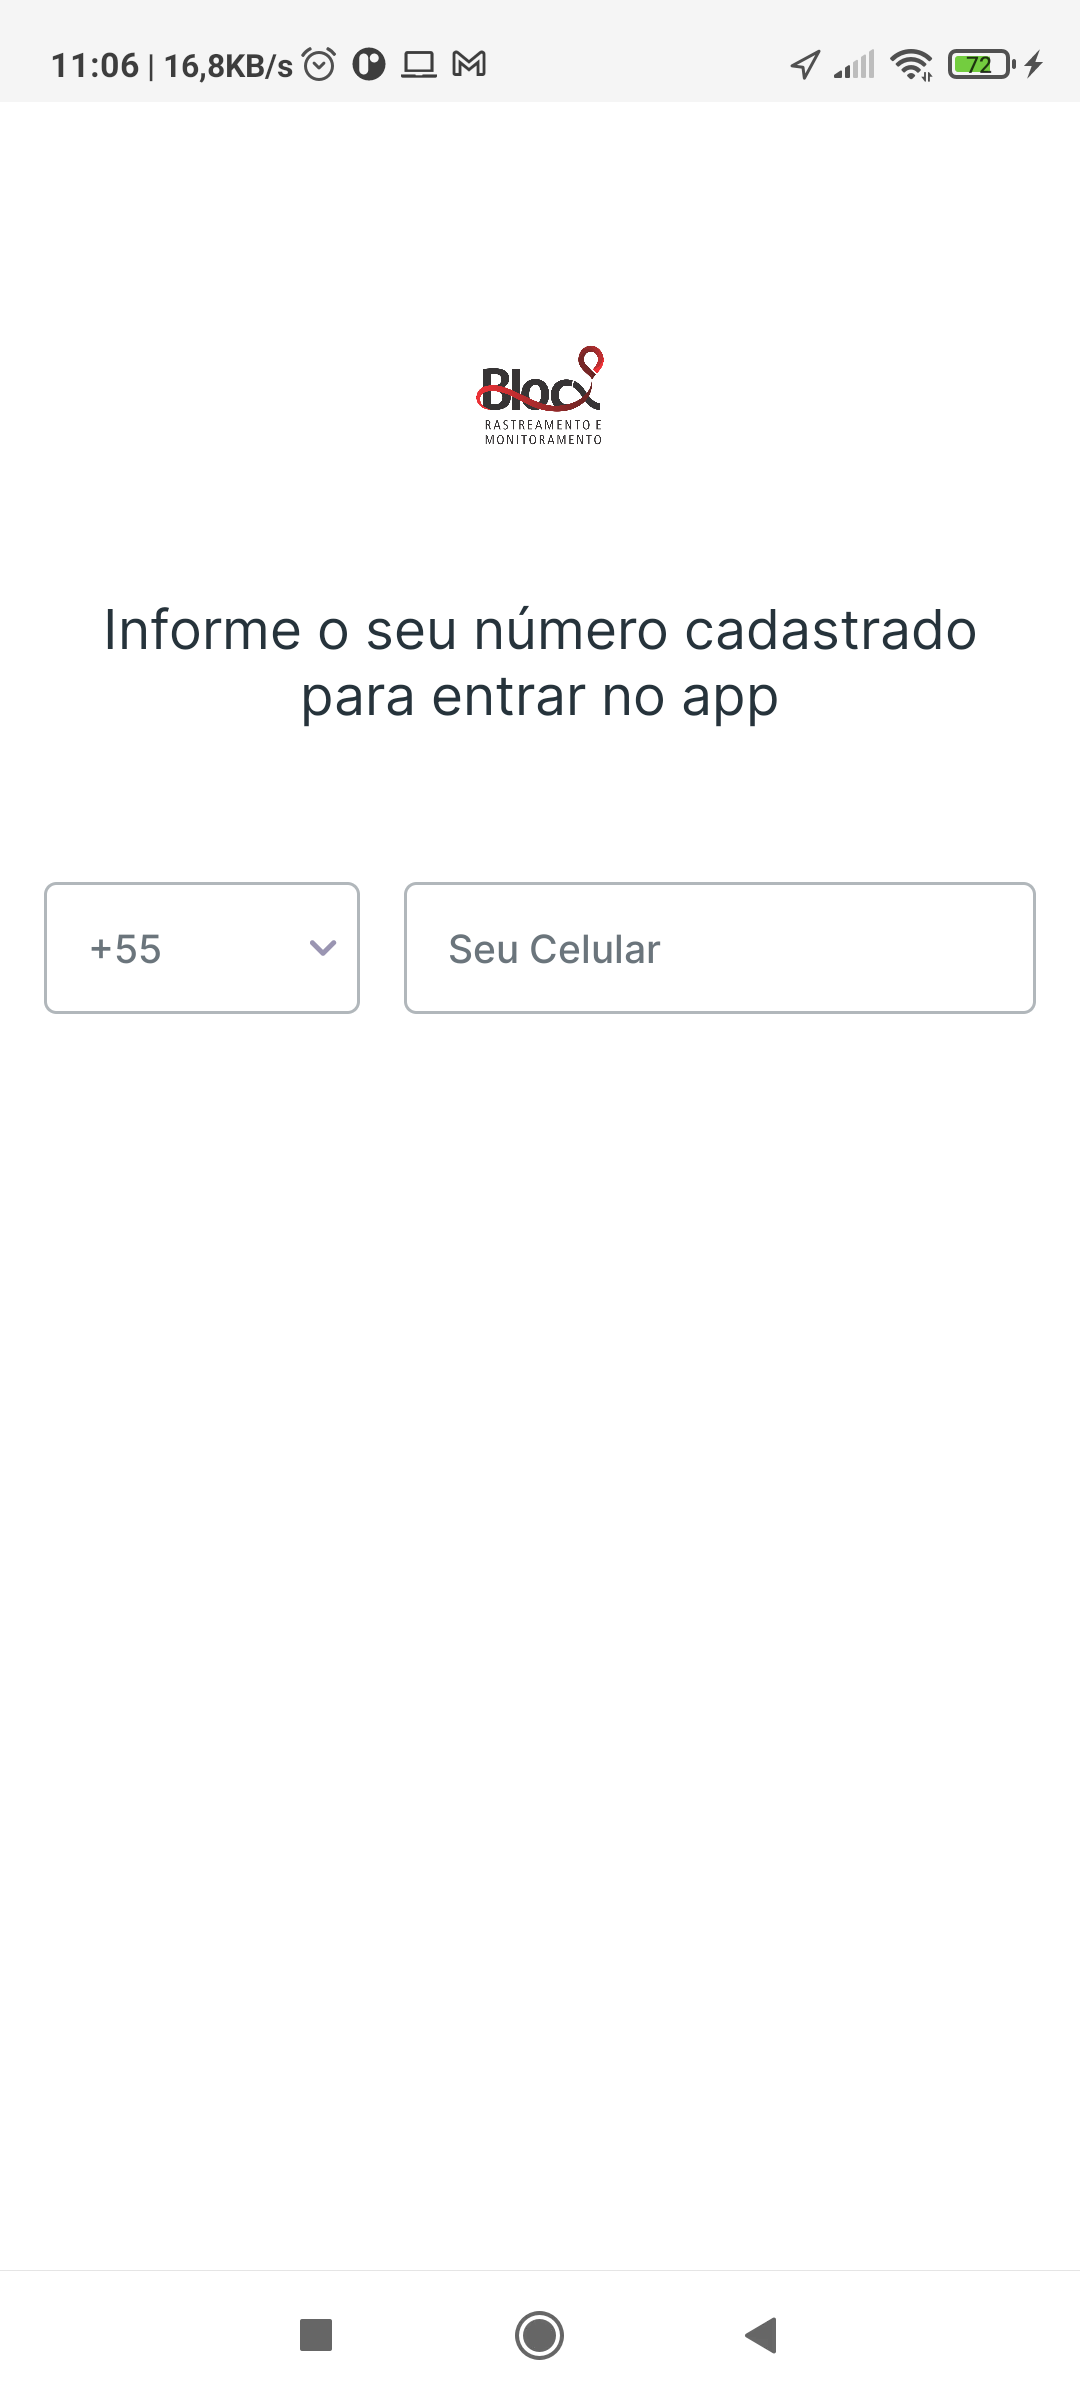 11:06 | 16,8KB/s
72
Blocx
RASTREAMENTO E
MONITORAMENTO
Informe o seu número cadastrado
para entrar no app
+55
Seu Celular